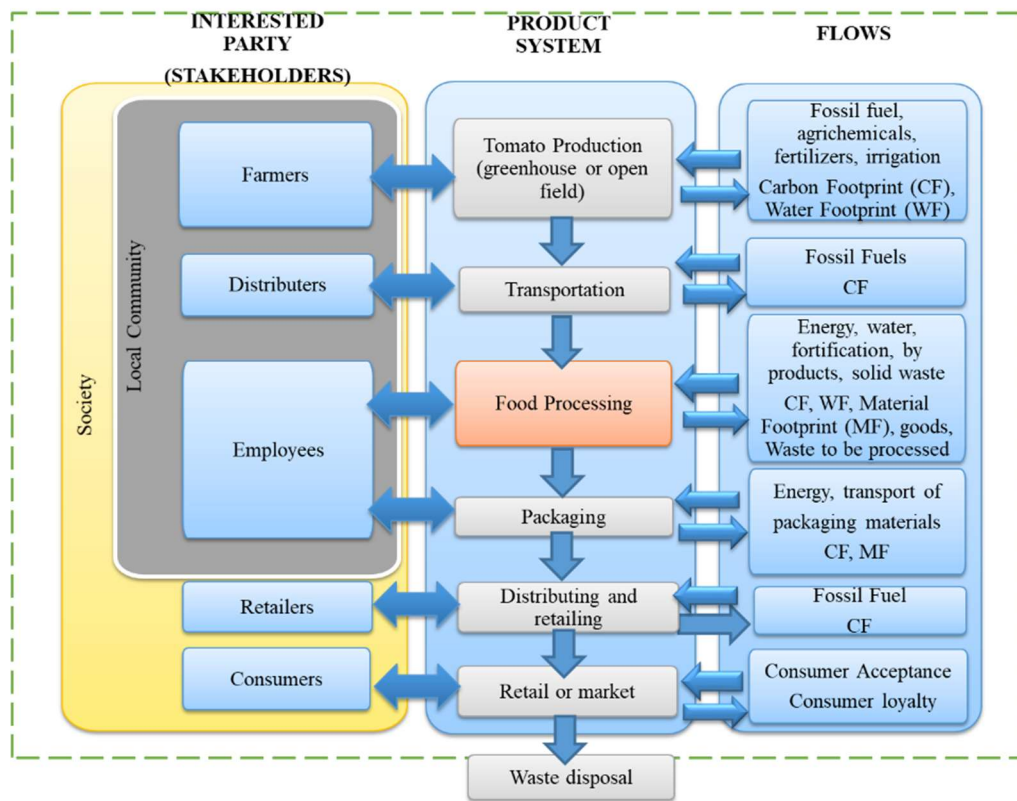 INTERESTED
PARTY
(STAKEHOLDERS)
PRODUCT
SYSTEM
FLOWS
Society
Local Community
Farmers
Distributers
Employees
Retailers
Consumers
Tomato Production
(greenhouse or open
field)
Transportation
Food Processing
Packaging
Distributing and
retailing
Retail or market
Waste disposal
Fossil fuel,
agrichemicals,
fertilizers, irrigation
Carbon Footprint (CF),
Water Footprint (WF)
Fossil Fuels
CF
Energy, water,
fortification, by
products, solid waste
CF, WF, Material
Footprint (MF), goods,
Waste to be processed
Energy, transport of
packaging materials
CF, MF
Fossil Fuel
CF
Consumer Acceptance
Consumer loyalty